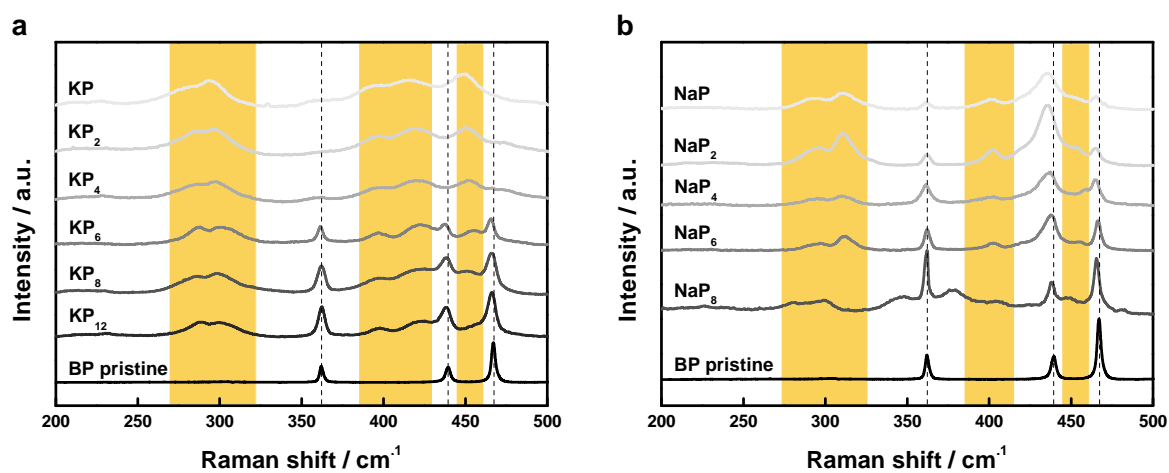 a
KP
KP2
KP4
KP6
KP8
KP12
BP pristine
200 250 300 350 400 450 500
Raman shift / cm-1
Intensity / a.u.
b
NaP
NaP2
NaP4
NaP6
NaP8
BP pristine
200 250 300 350 400 450 500
Raman shift / cm-1
Intensity / a.u.